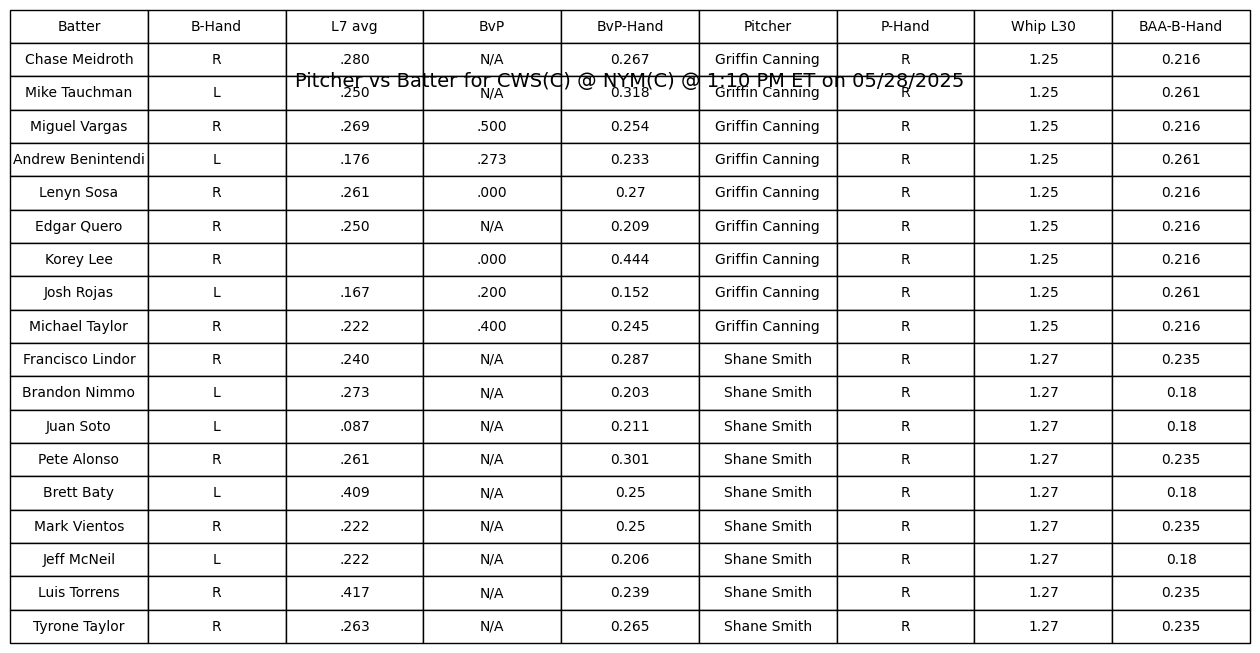 Batter B-Hand L7 avg BvP BvP-Hand Pitcher P-Hand Whip L30 BAA-B-Hand
Chase Meidroth R .280 N/A 0.267 Griffin Canning R 1.25 0.216
Pitcher vs Batter for CWS(C) @ NYM(C) @ 1:10 PM ET on 05/28/2025
Mike Tauchman L .250 N/A 0.318 Griffin Canning R 1.25 0.261
Miguel Vargas R .269 .500 0.254 Griffin Canning R 1.25 0.216
Andrew Benintendi L .176 .273 0.233 Griffin Canning R 1.25 0.261
Lenyn Sosa R .261 .000 0.27 Griffin Canning R 1.25 0.216
Edgar Quero R .250 N/A 0.209 Griffin Canning R 1.25 0.216
Korey Lee R .000 0.444 Griffin Canning R 1.25 0.216
Josh Rojas L .167 .200 0.152 Griffin Canning R 1.25 0.261
Michael Taylor R .222 .400 0.245 Griffin Canning R 1.25 0.216
Francisco Lindor R .240 N/A 0.287 Shane Smith R 1.27 0.235
Brandon Nimmo L .273 N/A 0.203 Shane Smith R 1.27 0.18
Juan Soto L .087 N/A 0.211 Shane Smith R 1.27 0.18
Pete Alonso R .261 N/A 0.301 Shane Smith R 1.27 0.235
Brett Baty L .409 N/A 0.25 Shane Smith R 1.27 0.18
Mark Vientos R .222 N/A 0.25 Shane Smith R 1.27 0.235
Jeff McNeil L .222 N/A 0.206 Shane Smith R 1.27 0.18
Luis Torrens R .417 N/A 0.239 Shane Smith R 1.27 0.235
Tyrone Taylor R .263 N/A 0.265 Shane Smith R 1.27 0.235